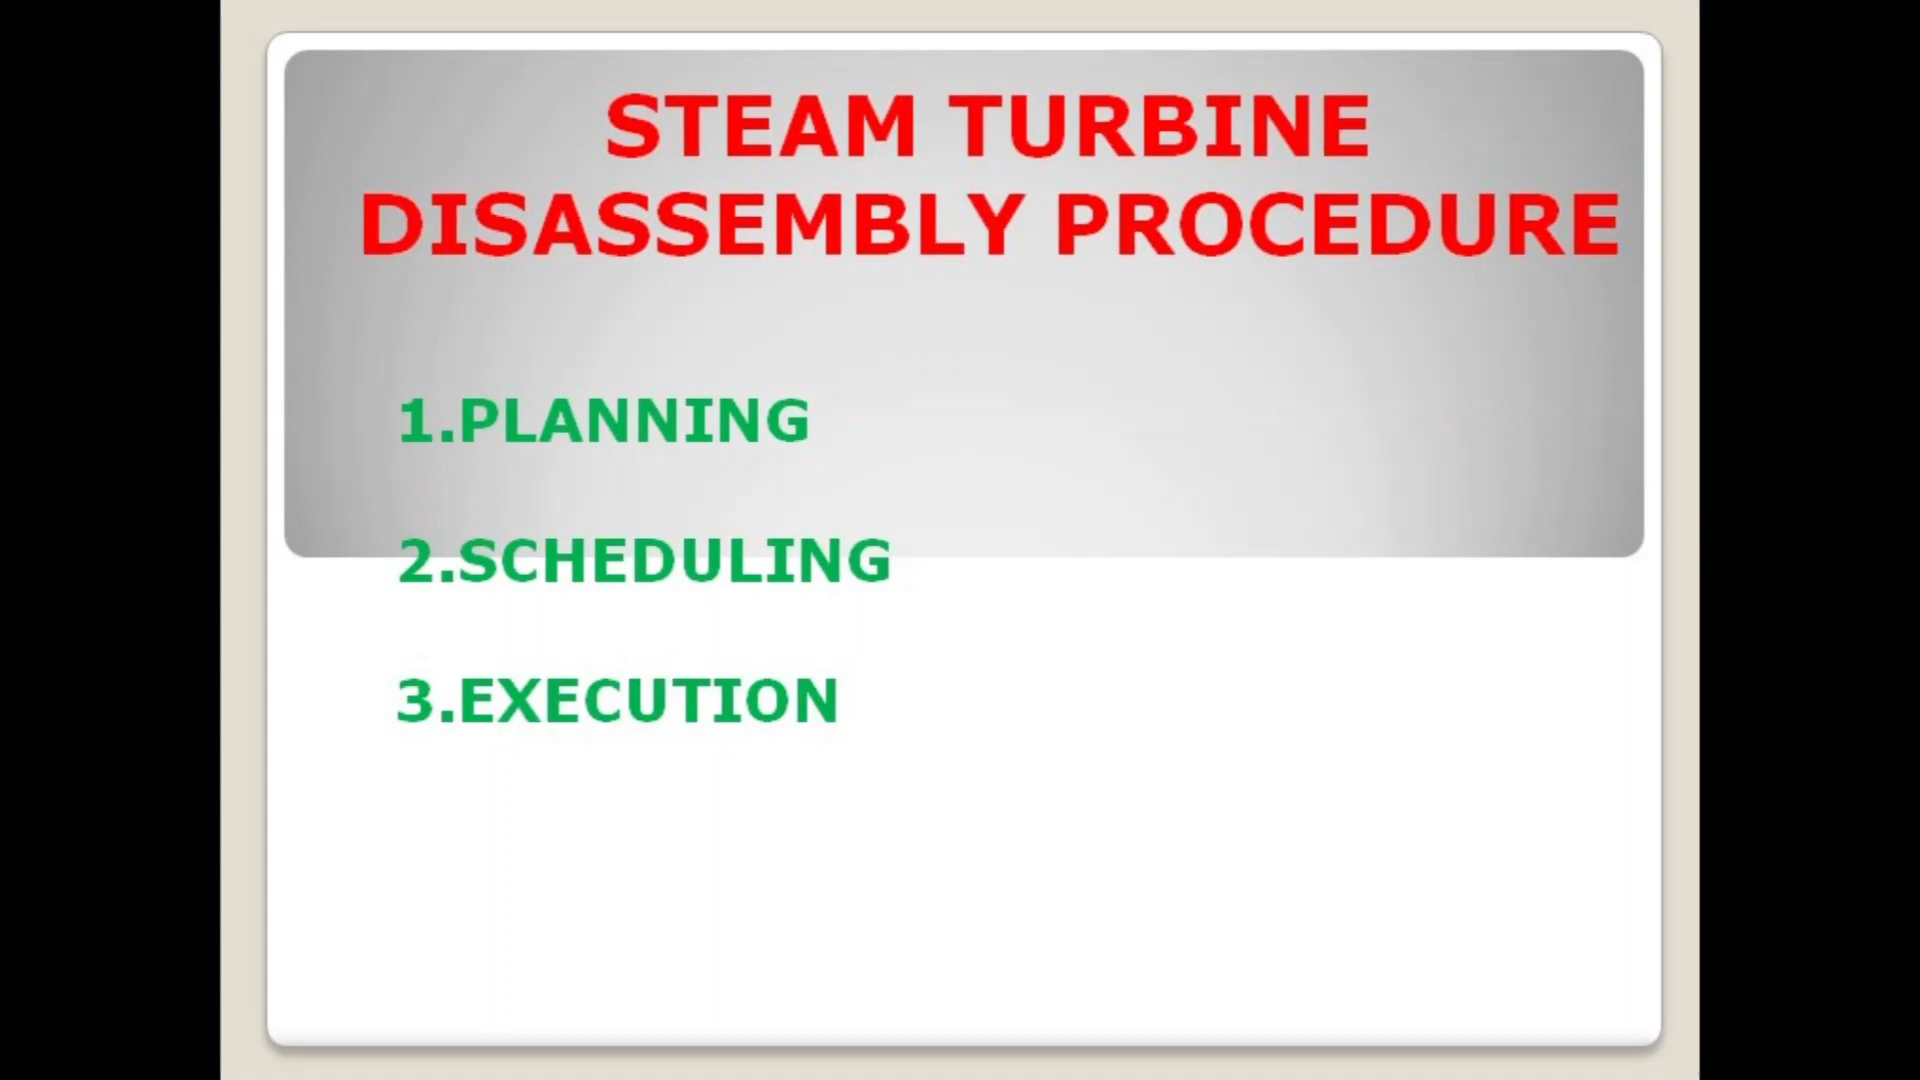 STEAM TURBINE
DISASSEMBLY PROCEDURE
1.PLANNING
2.SCHEDULING
3.EXECUTION